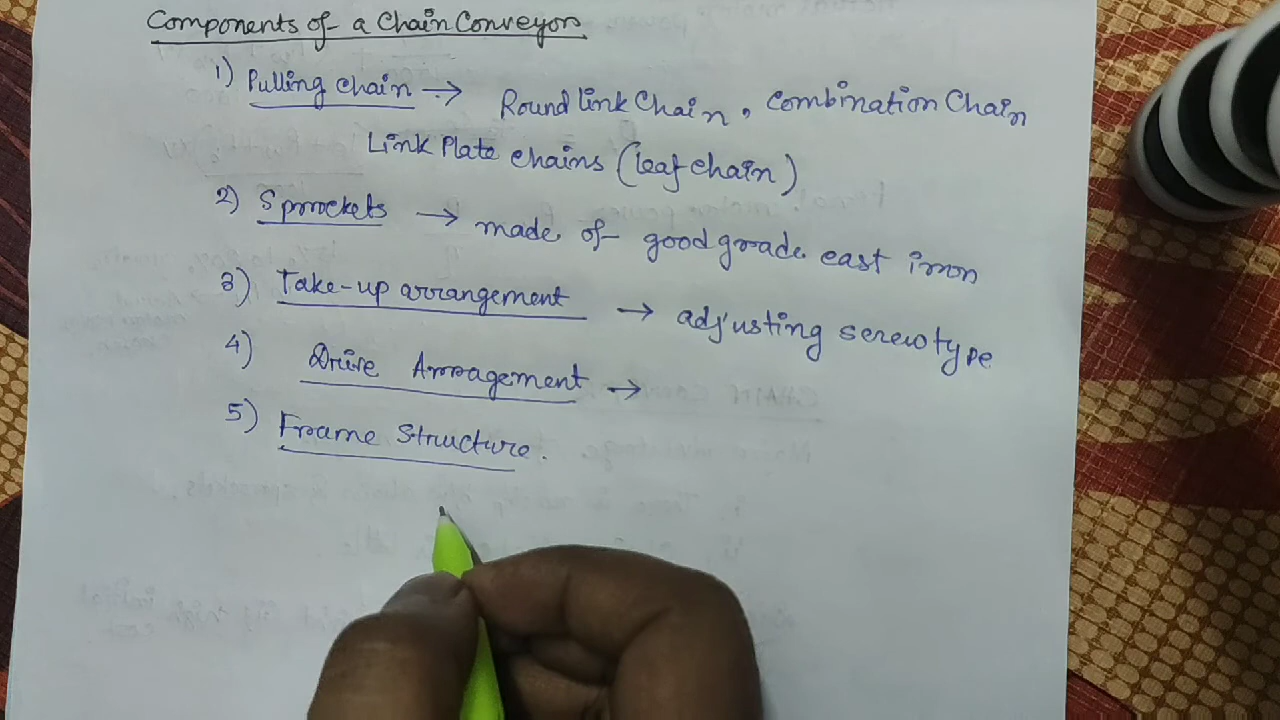 Components of a Chain Conveyor
1) Pulling chain → Round link Chain, Combination Chain
Link Plate chains (leaf chain)
2) Sprockets → made of good grade cast iron
3) Take-up arrangement → adjusting screw type
4) Drive Arragement →
5) Frame Structure.